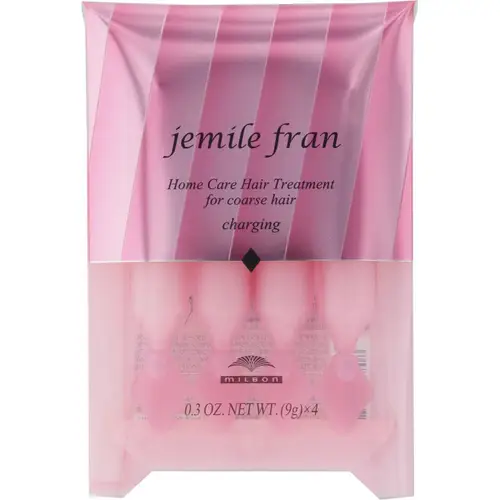 jemile fran
Home Care Hair Treatment
for coarse hair
charging
MILBON
0.3 OZ. NET WT. (9g)×4